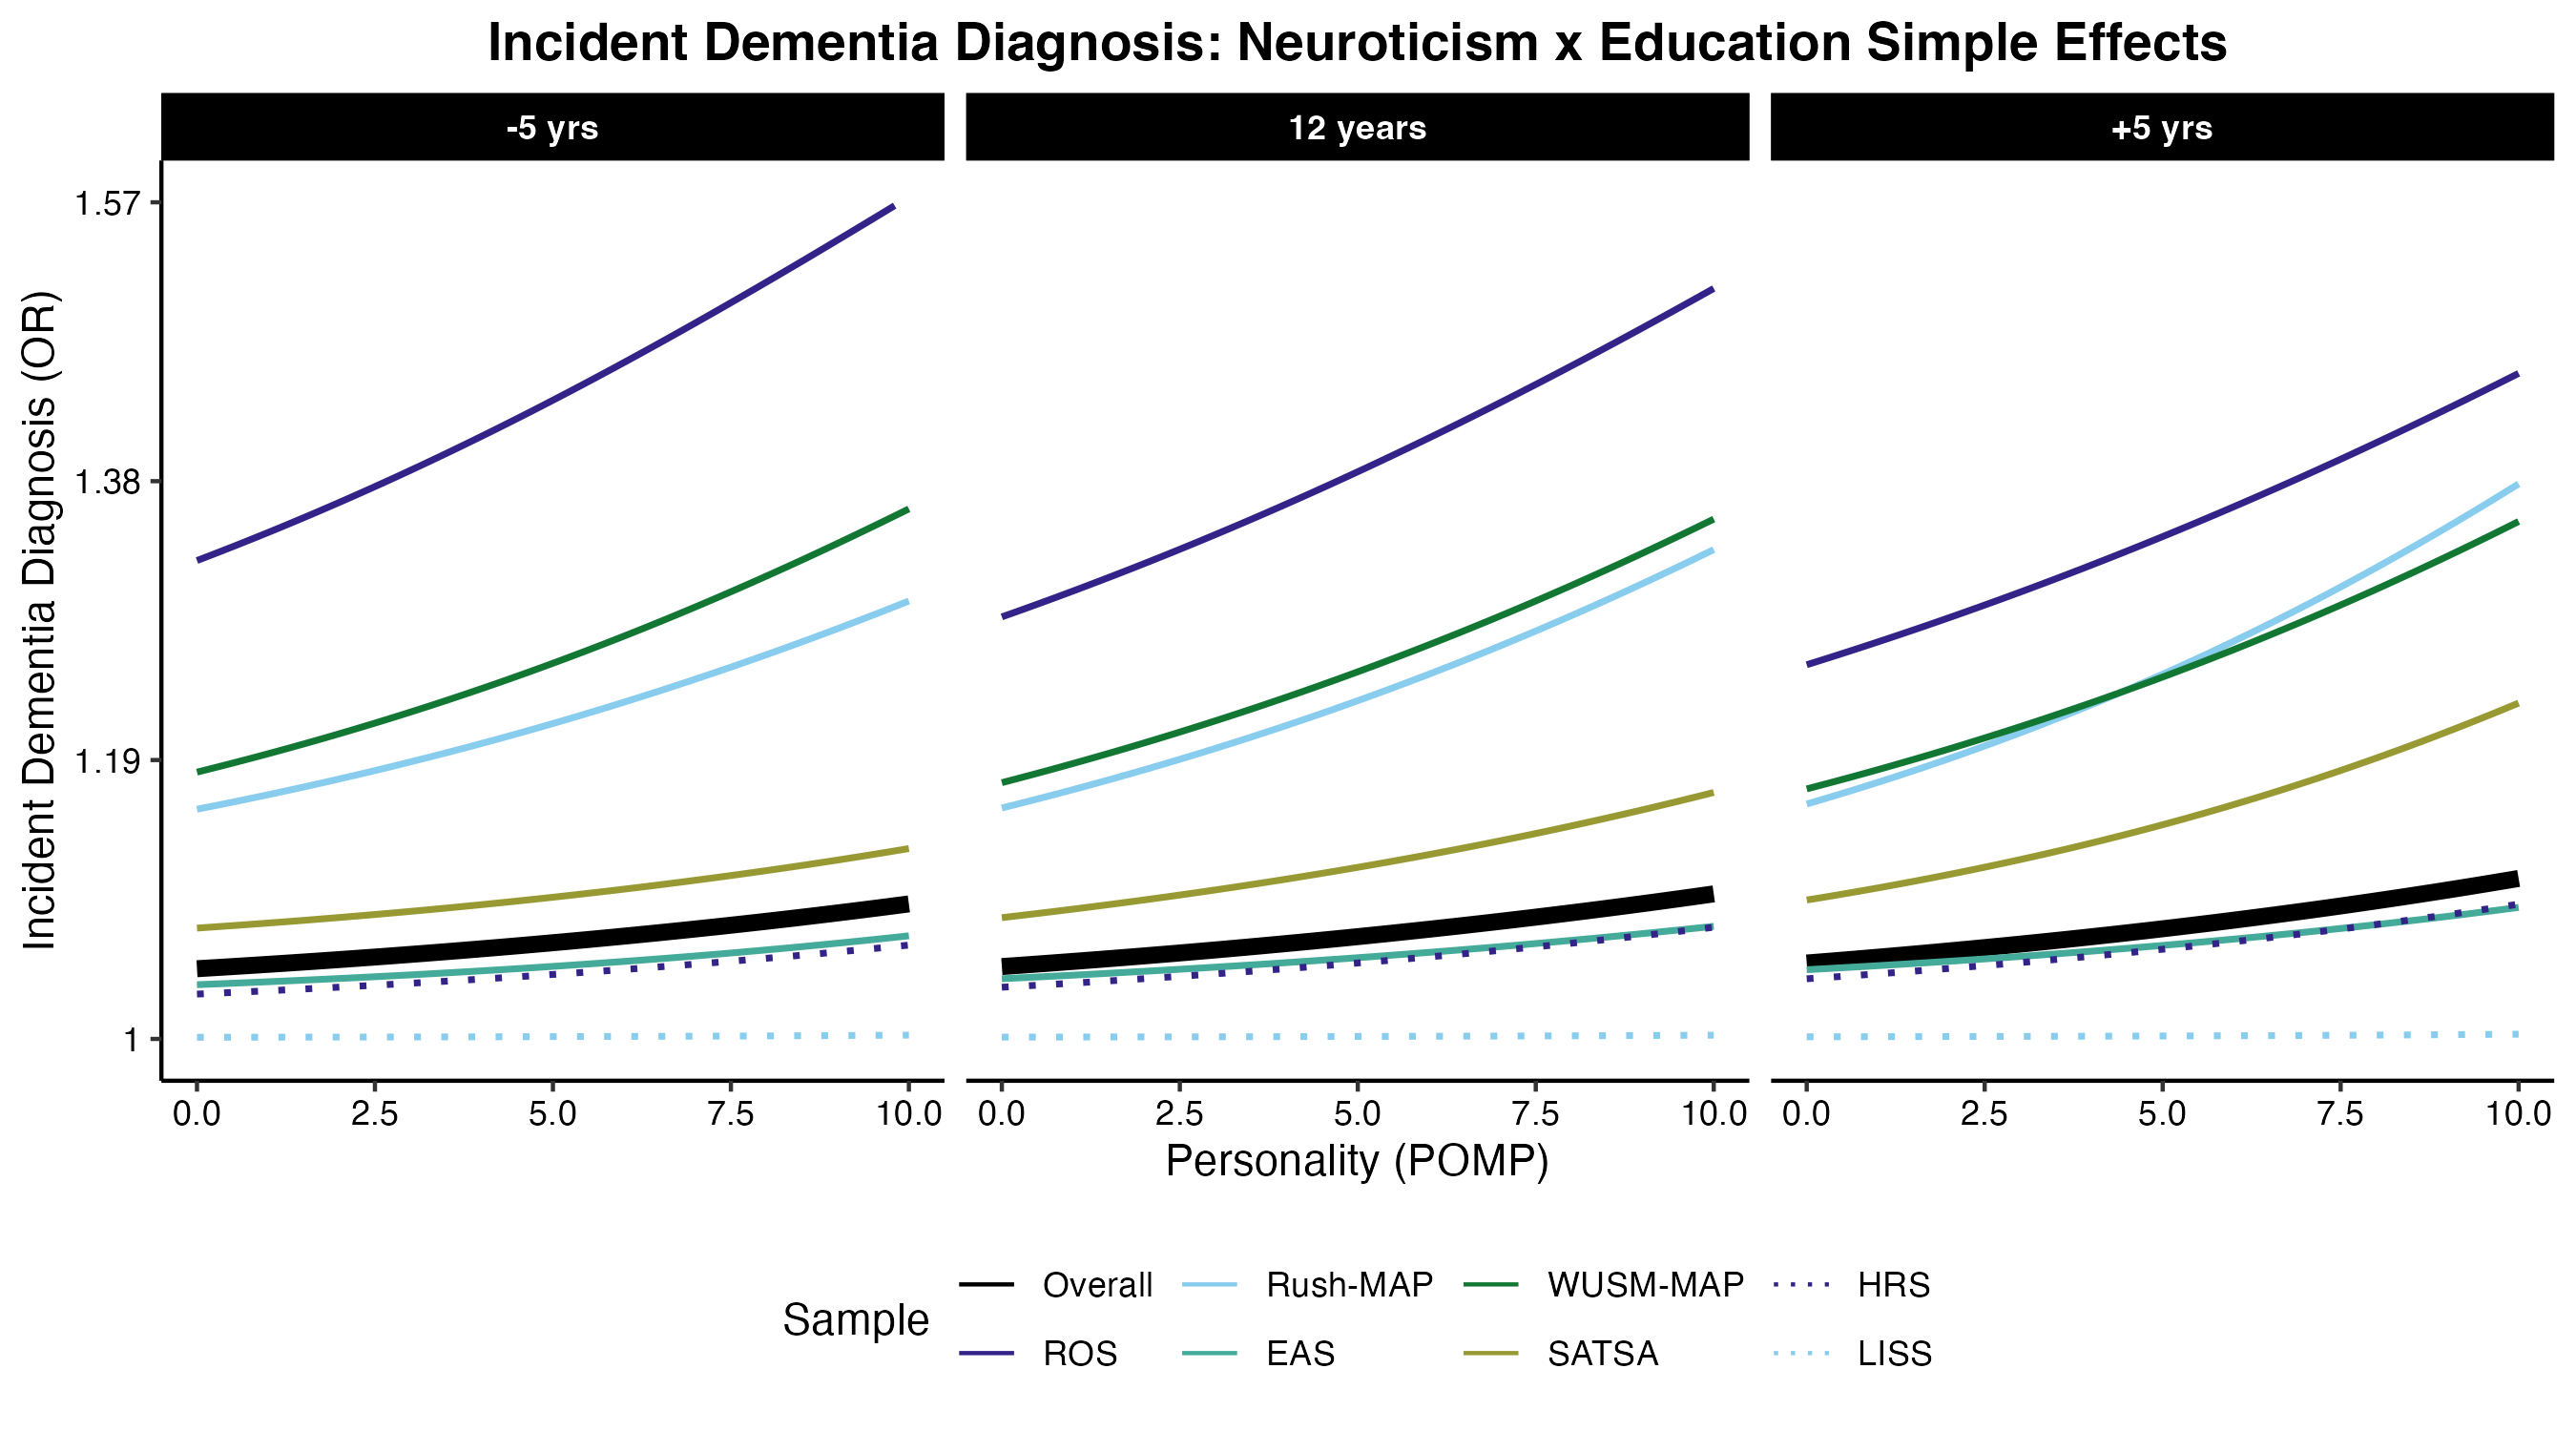 Incident Dementia Diagnosis: Neuroticism x Education Simple Effects
-5 yrs
12 years
+5 yrs
Incident Dementia Diagnosis (OR)
1.57
1.38
1.19
1
0.0 2.5 5.0 7.5 10.0
0.0 2.5 5.0 7.5 10.0
0.0 2.5 5.0 7.5 10.0
Personality (POMP)
Sample
Overall Rush-MAP WUSM-MAP HRS
ROS EAS SATSA LISS